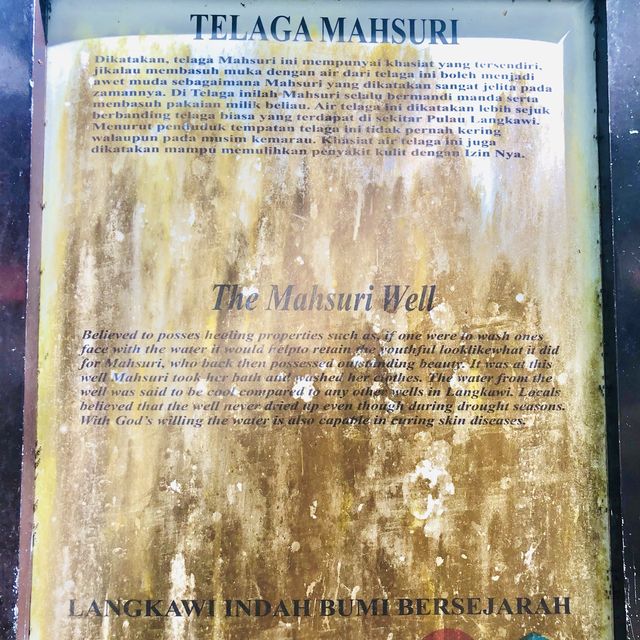 TELAGA MAHSURI
Dikatakan, telaga Mahsuri ini mempunyai khasiat yang tersendiri,
jikalau membasuh muka dengan air dari telaga ini boleh menjadi
awet muda sebagaimana Mahsuri yang dikatakan sangat jelita pada
zamannya. Di Telaga inilah Mahsuri selalu bersiram/mandi serta
membasuh pakaian milik beliau. Air telaga ini dikatakan lebih sejuk
berbanding telaga biasa yang terdapat di sekitar Pulau Langkawi.
Menurut penduduk tempatan telaga ini tidak pernah kering
walaupun pada musim kemarau. Khasiat air telaga ini juga
dikatakan mampu memulihkan penyakit kulit dengan Izin Nya.
The Mahsuri Well
Believed to posses heeling properties such as, if one were to wash ones
face with the water it would helpto retain the youthful looklikewhat it did
for Mahsuri, who back then possessed outstanding beauty. It was at this
well Mahsuri took her bath and washed her clothes. The water from the
well was said to be cool compared to any other wells in Langkawi. Locals
believed that the well never dried up even though during drought seasons.
With God's willing the water is also capable in curing skin diseases.
LANGKAWI INDAH BUMI BERSEJARAH